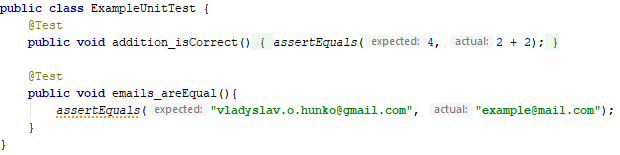 public class ExampleUnitTest {
@Test
public void addition_isCorrect() { assertEquals( expected: 4, actual: 2 + 2); }
@Test
public void emails_areEqual(){
assertEquals( expected: "vladyslav.o.hunko@gmail.com", actual: "example@mail.com");
}
}